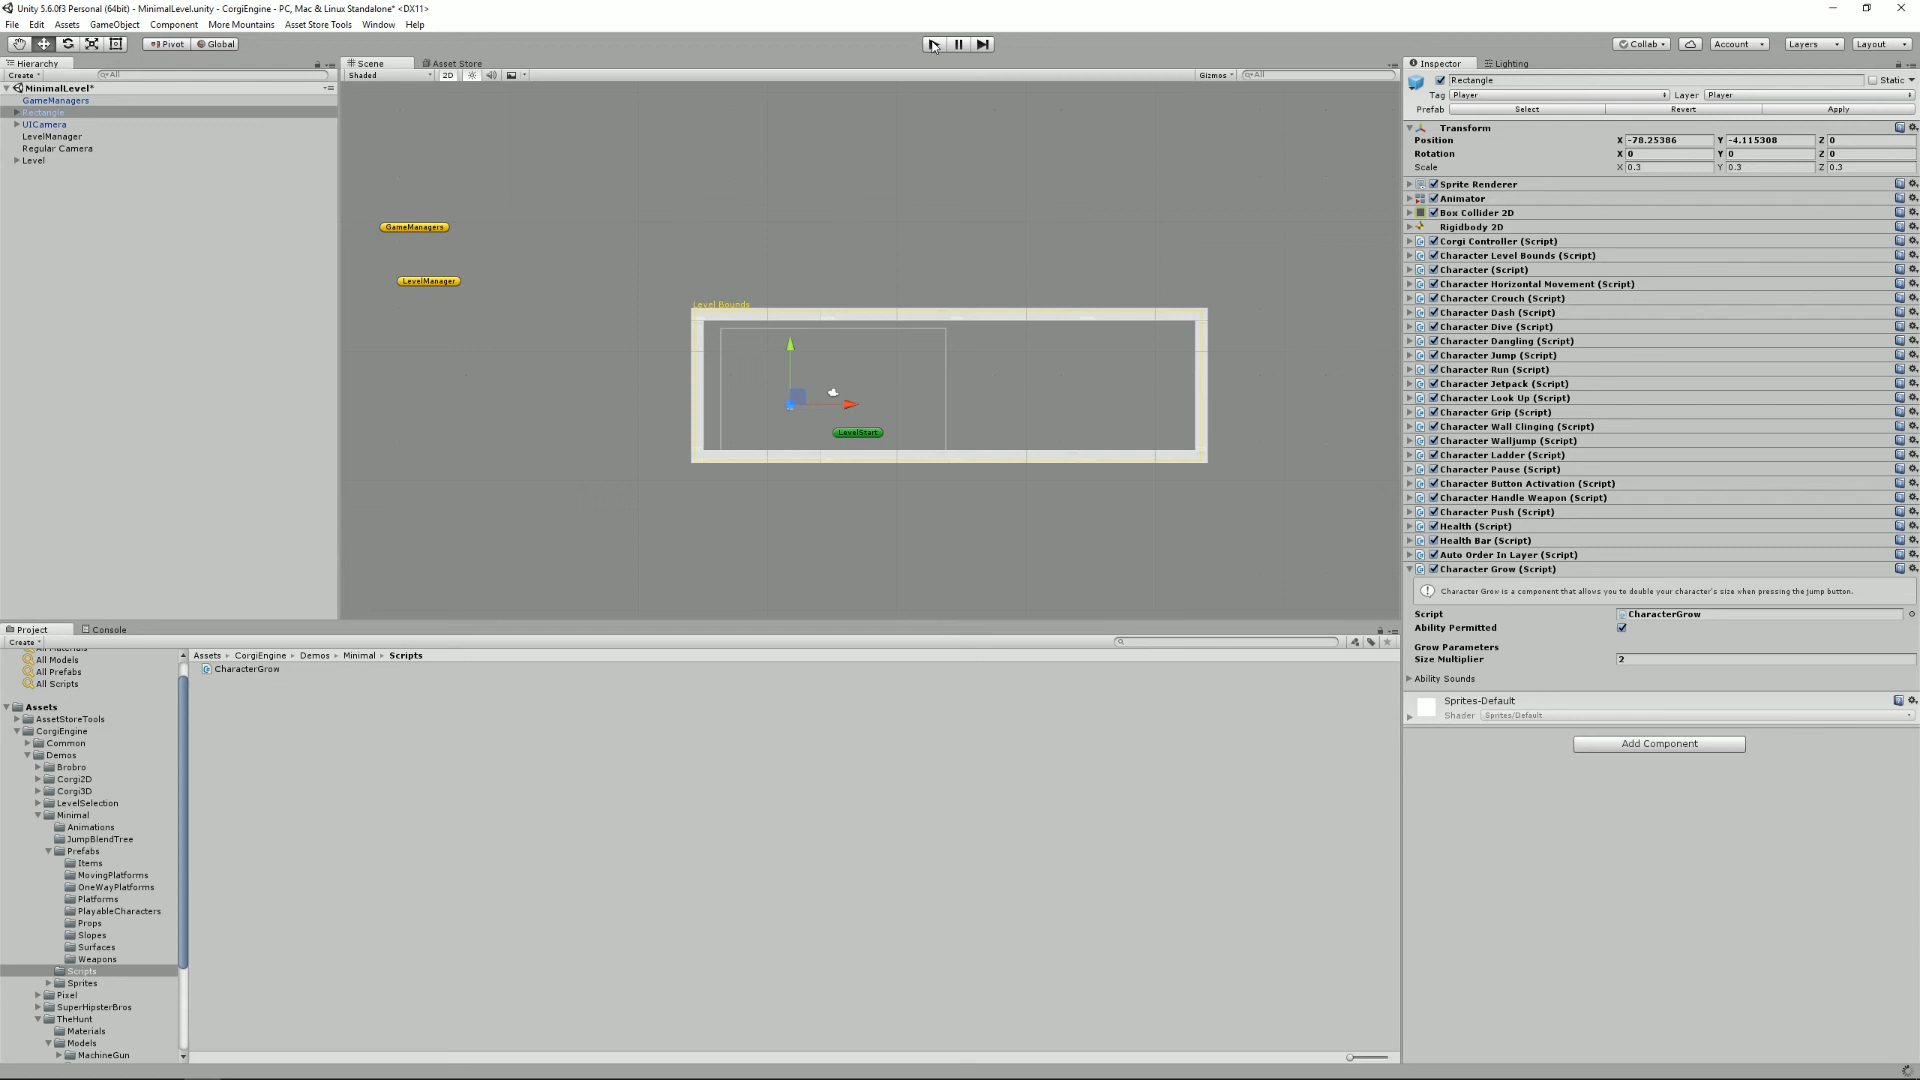 Unity 5.6.0f3 Personal (64bit) - MinimalLevel.unity - CorgiEngine - PC, Mac & Linux Standalone* <DX11>
File Edit Assets GameObject Component More Mountains Asset Store Tools Window Help
Pivot Global Collab Account Layers Layout
Hierarchy
Create All
MinimalLevel*
GameManagers
Rectangle
UICamera
LevelManager
Regular Camera
Level
Scene Asset Store
Shaded 2D Gizmos All
GameManagers
LevelManager
Level Bounds
LevelStart
Inspector Lighting
Rectangle Static
Tag Player Layer Player
Prefab Select Revert Apply
Transform
Position X -78.25386 Y -4.115308 Z 0
Rotation X 0 Y 0 Z 0
Scale X 0.3 Y 0.3 Z 0.3
Sprite Renderer
Animator
Box Collider 2D
Rigidbody 2D
Corgi Controller (Script)
Character Level Bounds (Script)
Character (Script)
Character Horizontal Movement (Script)
Character Crouch (Script)
Character Dash (Script)
Character Dive (Script)
Character Dangling (Script)
Character Jump (Script)
Character Run (Script)
Character Jetpack (Script)
Character Look Up (Script)
Character Grip (Script)
Character Wall Clinging (Script)
Character Walljump (Script)
Character Ladder (Script)
Character Pause (Script)
Character Button Activation (Script)
Character Handle Weapon (Script)
Character Push (Script)
Health (Script)
Health Bar (Script)
Auto Order In Layer (Script)
Character Grow (Script)
Character Grow is a component that allows you to double your character's size when pressing the jump button.
Script CharacterGrow
Ability Permitted
Grow Parameters
Size Multiplier 2
Ability Sounds
Sprites-Default
Shader Sprites/Default
Add Component
Project Console
Create
All Materials
All Models
All Prefabs
All Scripts
Assets
AssetStoreTools
CorgiEngine
Common
Demos
Brobro
Corgi2D
Corgi3D
LevelSelection
Minimal
Animations
JumpBlendTree
Prefabs
Items
MovingPlatforms
OneWayPlatforms
Platforms
PlayableCharacters
Props
Slopes
Surfaces
Weapons
Scripts
Sprites
Pixel
SuperHipsterBros
TheHunt
Materials
Models
MachineGun
Assets CorgiEngine Demos Minimal Scripts
CharacterGrow